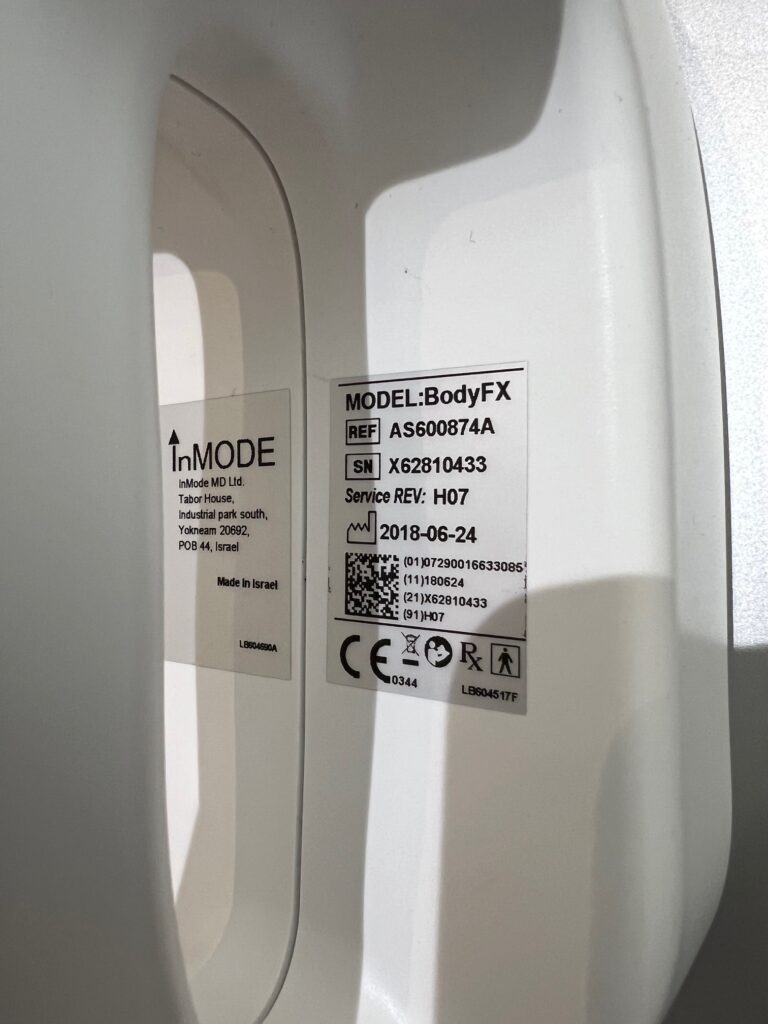 InMODE
InMode MD Ltd.
Tabor House,
Industrial park south,
Yokneam 20692,
POB 44, Israel
Made in Israel
LB604690A
MODEL:BodyFX
REF AS600874A
SN X62810433
Service REV: H07
2018-06-24
(01)07290016633085
(11)180624
(21)X62810433
(91)H07
CE 0344
Rx
LB604517F